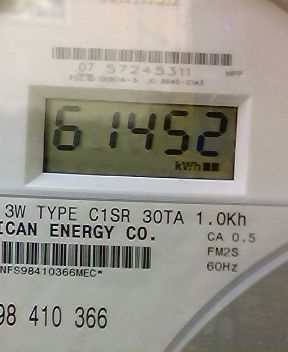 07 57245311 MPP
61452
kWh
3W TYPE C1SR 30TA 1.0Kh
ICAN ENERGY CO.
CA 0.5
FM2S
60Hz
NFS98410366MEC*
98 410 366